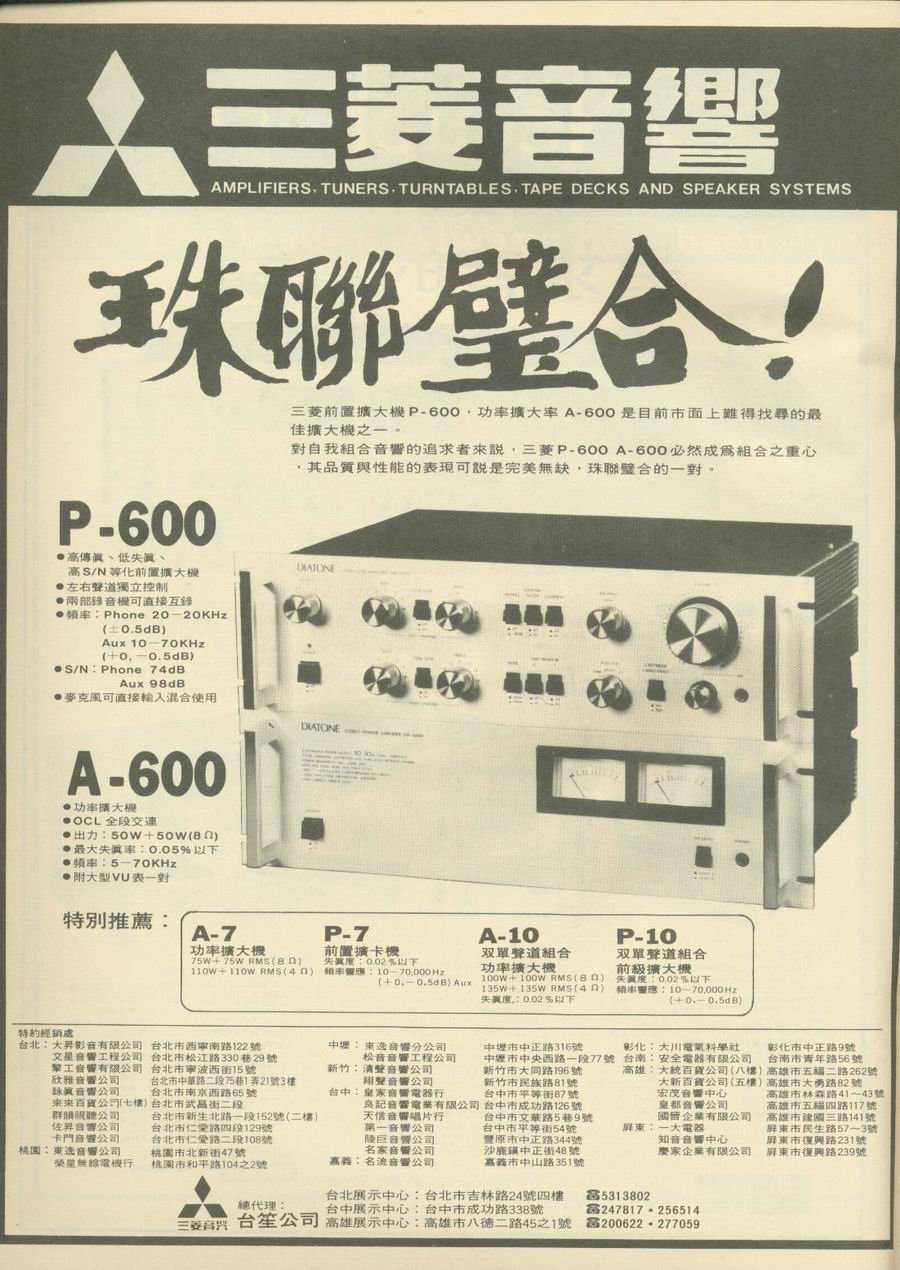 三菱音響
AMPLIFIERS, TUNERS, TURNTABLES, TAPE DECKS AND SPEAKER SYSTEMS
珠聯璧合!
三菱前置擴大機P-600,功率擴大率 A-600 是目前市面上難得找尋的最
佳擴大機之一。
對自我組合音響的追求者來説,三菱P-600 A-600必然成爲組合之重心
,其品質與性能的表現可説是完美無缺,珠聯璧合的一對。
P-600
●高傳眞、低失眞、
高S/N等化前置擴大機
●左右聲道獨立控制
●兩部錄音機可直接互錄
●頻率:Phone 20—20KHz
(±0.5dB)
Aux 10—70KHz
(+0, —0.5dB)
●S/N:Phone 74dB
Aux 98dB
●麥克風可直接輸入混合使用
DIATONE
DIATONE
A-600
●功率擴大機
●OCL 全段交連
●出力:50W+50W(8Ω)
●最大失眞率:0.05%以下
●頻率:5—70KHz
●附大型VU表一對
特別推薦:
A-7
功率擴大機
75W+75W RMS(8Ω)
110W+110W RMS(4Ω)
P-7
前置擴卡機
失眞度:0.02%以下
頻率響應:10~70,000Hz
(+0,—0.5dB) Aux
A-10
双單聲道組合
功率擴大機
100W+100W RMS(8Ω)
135W+135W RMS(4Ω)
失眞度,:0.02%以下
P-10
双單聲道組合
前級擴大機
失眞度:0.02%以下
頻率響應:10~70,000Hz
(+0.—0.5dB)
特約經銷處
台北:大昇影音有限公司 台北市西寧南路122號
文星音響工程公司 台北市松江路330巷29號
擎工音響有限公司 台北市寧波西街15號
欣雅音響公司 台北市中華路二段75巷1弄21號3樓
詠眞音響公司 台北市南京西路65號
來來百貨公司(七樓) 台北市武昌街二段
群韻視聽公司 台北市新生北路一段152號(二樓)
佐昇音響公司 台北市仁愛路四段129號
卡門音響公司 台北市仁愛路二段108號
桃園:東逸音響公司 桃園市北新街47號
榮星無線電機行 桃園市和平路104之2號
中壢:東逸音響分公司 中壢市中正路316號
松音音響工程公司 中壢市中央西路一段77號
新竹:清聲音響公司 新竹市大同路196號
翔聲音響公司 新竹市民族路81號
台中:皇家音響電器行 台中市平等街87號
良記音響電業有限公司 台中市成功路126號
天信音響唱片行 台中市文華路5巷9號
第一音響公司 台中市平等街54號
陸巨音響公司 豐原市中正路344號
名家音響公司 沙鹿鎭中正街48號
嘉義:名流音響公司 嘉義市中山路351號
彰化:大川電氣科學社 彰化市中正路9號
台南:安全電器有限公司 台南市青年路56號
高雄:大統百貨公司(八樓) 高雄市五福二路262號
大新百貨公司(五樓) 高雄市大勇路82號
宏茂音響中心 高雄市林森路41~43號
皇都音響公司 高雄市五福四路117號
國晉企業有限公司 高雄市建國三路141號
屏東:一大電器 屏東市民生路57~3號
知音音響中心 屏東市復興路231號
慶家企業有限公司 屏東市復興路239號
三菱音响
總代理:
台笙公司
台北展示中心:台北市吉林路24號四樓 ☎5313802
台中展示中心:台中市成功路338號 ☎247817•256514
高雄展示中心:高雄市八德二路45之1號 ☎200622•277059